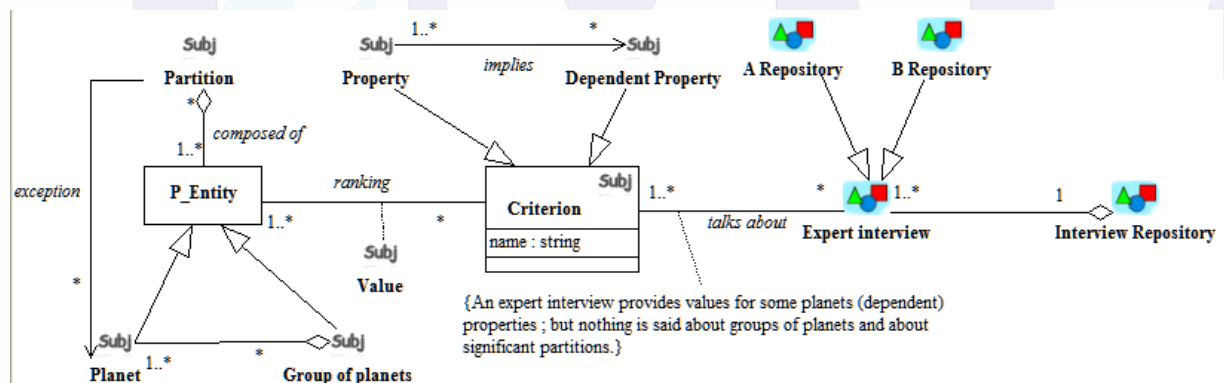 Subj
Partition
1..*
*
Subj
Property
implies
Subj
Dependent Property
A Repository
B Repository
*
composed of
1..*
exception
P_Entity
ranking
1..*
*
Subj
Value
Subj
Criterion
name : string
1..*
*
talks about
Expert interview
1..*
1
Interview Repository
{An expert interview provides values for some planets (dependent)
properties ; but nothing is said about groups of planets and about
significant partitions.}
*
Subj
Planet
1..*
*
Subj
Group of planets